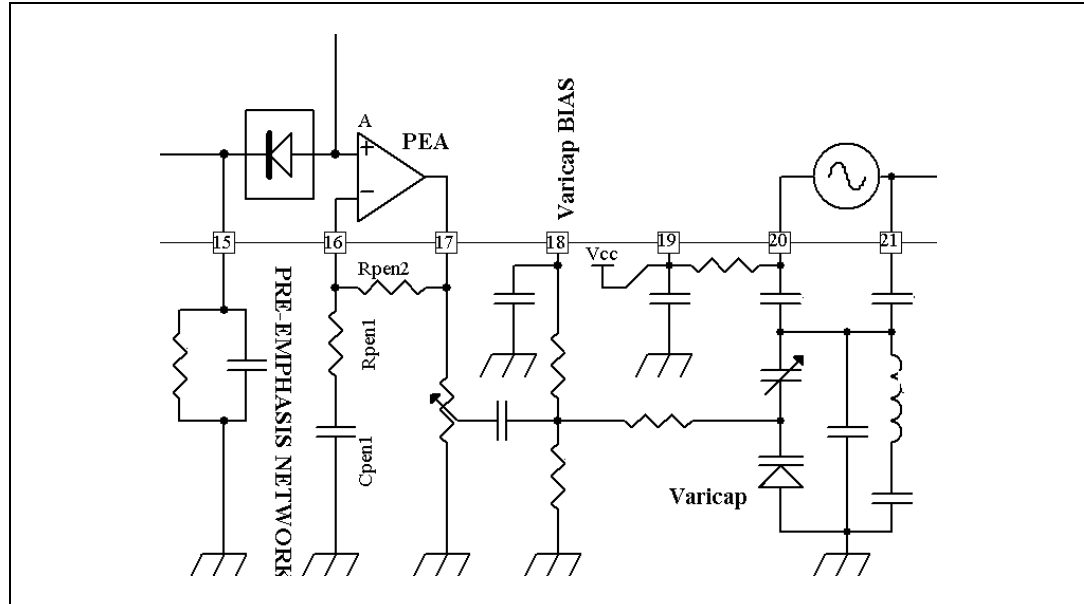 A
PEA
Varicap BIAS
15
16
17
18
19
20
21
Vcc
Rpen2
Rpen1
Cpen1
PRE-EMPHASIS NETWORK
Varicap